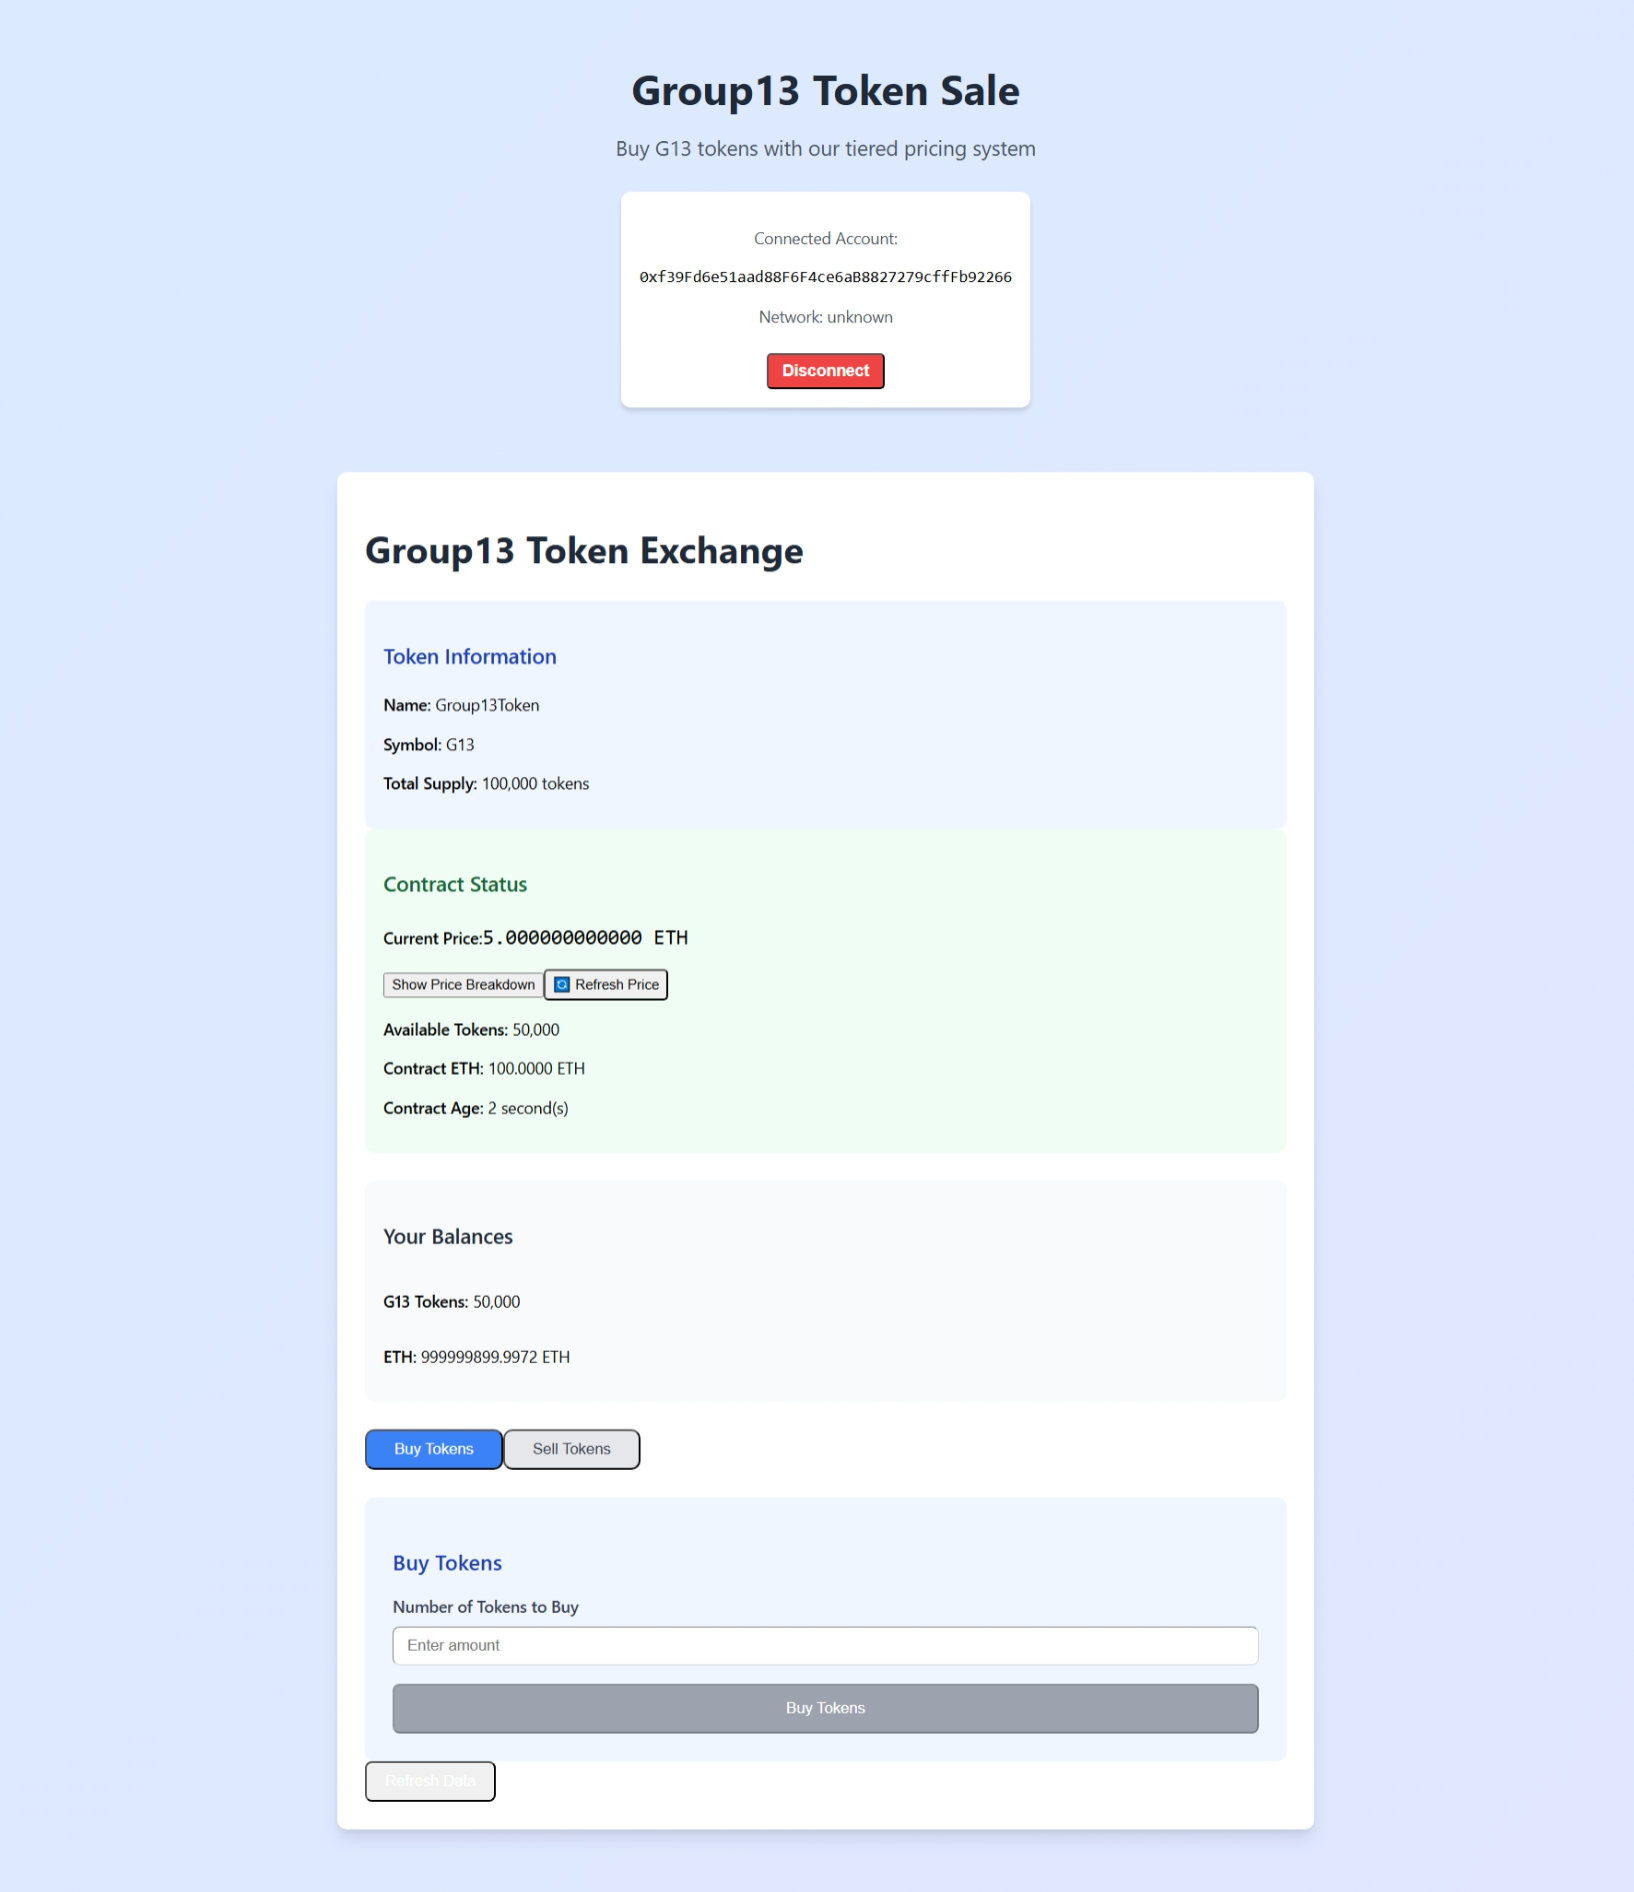 Group13 Token Sale
Buy G13 tokens with our tiered pricing system
Connected Account:
0xf39Fd6e51aad88F6F4ce6aB8827279cffFb92266
Network: unknown
Disconnect
Group13 Token Exchange
Token Information
Name: Group13Token
Symbol: G13
Total Supply: 100,000 tokens
Contract Status
Current Price:5.000000000000 ETH
Show Price Breakdown Refresh Price
Available Tokens: 50,000
Contract ETH: 100.0000 ETH
Contract Age: 2 second(s)
Your Balances
G13 Tokens: 50,000
ETH: 999999899.9972 ETH
Buy Tokens Sell Tokens
Buy Tokens
Number of Tokens to Buy
Enter amount
Buy Tokens
Refresh Data